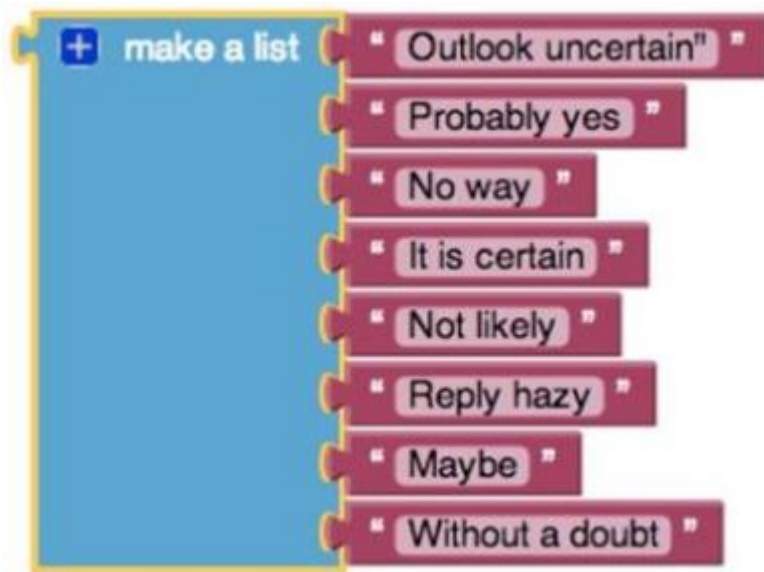 make a list " Outlook uncertain" "
" Probably yes "
" No way "
" It is certain "
" Not likely "
" Reply hazy "
" Maybe "
" Without a doubt "